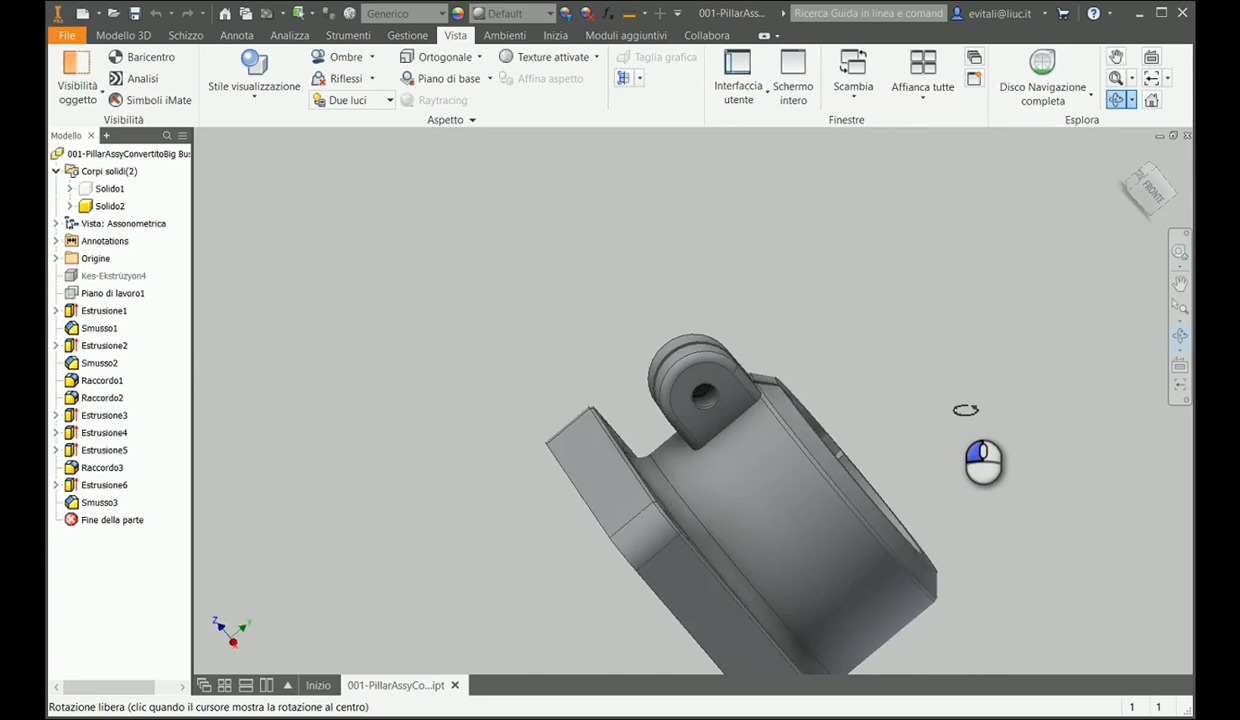 Generico
Default
001-PillarAss...
Ricerca Guida in linea e comand
evitali@liuc.it
File
Modello 3D
Schizzo
Annota
Analizza
Strumenti
Gestione
Vista
Ambienti
Inizia
Moduli aggiuntivi
Collabora
Visibilità oggetto
Baricentro
Analisi
Simboli iMate
Stile visualizzazione
Ombre
Riflessi
Due luci
Ortogonale
Piano di base
Raytracing
Texture attivate
Affina aspetto
Taglia grafica
Interfaccia utente
Schermo intero
Scambia
Affianca tutte
Disco Navigazione completa
Visibilità
Aspetto
Finestre
Esplora
Modello
001-PillarAssyConvertitoBig Bus
Corpi solidi(2)
Solido1
Solido2
Vista: Assonometrica
Annotations
Origine
Kes-Ekstrüzyon4
Piano di lavoro1
Estrusione1
Smusso1
Estrusione2
Smusso2
Raccordo1
Raccordo2
Estrusione3
Estrusione4
Estrusione5
Raccordo3
Estrusione6
Smusso3
Fine della parte
FRONTE
Z
Y
X
Inizio
001-PillarAssyCo...ipt
Rotazione libera (clic quando il cursore mostra la rotazione al centro)
1
1